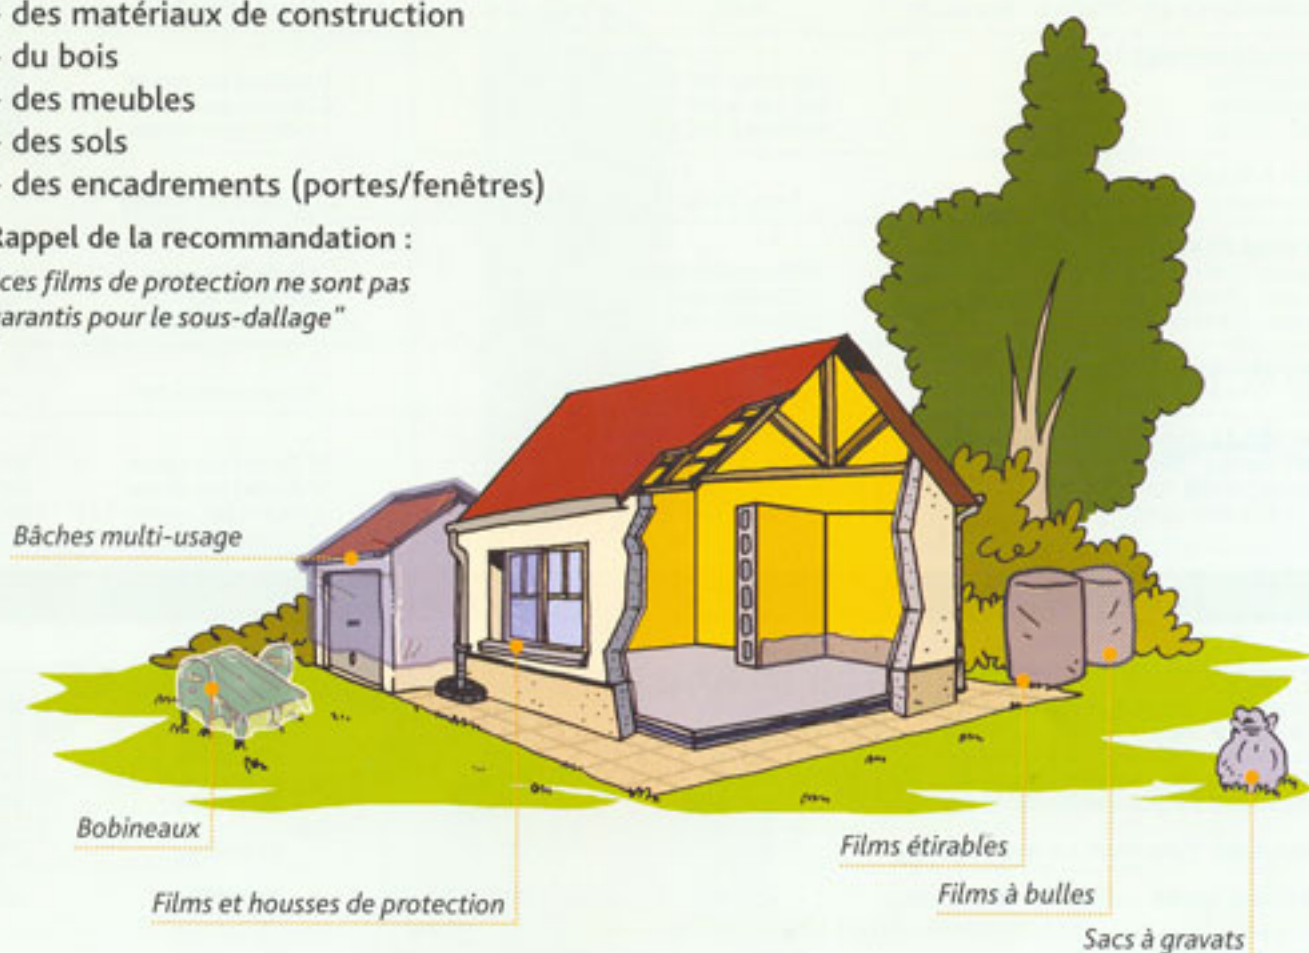 - des matériaux de construction
- du bois
- des meubles
- des sols
- des encadrements (portes/fenêtres)
Rappel de la recommandation :
ces films de protection ne sont pas
garantis pour le sous-dallage"
Bâches multi-usage
Bobineaux
Films et housses de protection
Films étirables
Films à bulles
Sacs à gravats